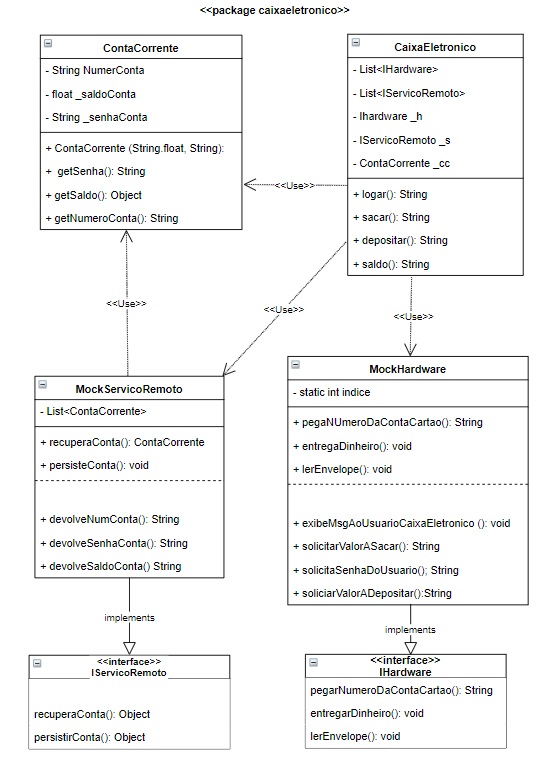 <<package caixaeletronico>>
ContaCorrente
- String NumerConta
- float _saldoConta
- String _senhaConta
+ ContaCorrente (String.float, String):
+ getSenha(): String
+getSaldo(): Object
+getNumeroConta(): String
CaixaEletronico
- List<IHardware>
- List<IServicoRemoto>
- Ihardware _h
- IServicoRemoto _s
- ContaCorrente _cc
+ logar(): String
+ sacar(): String
+ depositar(): String
+ saldo(): String
<<Use>>
<<Use>>
<<Use>>
<<Use>>
MockServicoRemoto
- List<ContaCorrente>
+ recuperaConta(): ContaCorrente
+ persisteConta(): void
+ devolveNumConta(): String
+ devolveSenhaConta(): String
+ devolveSaldoConta() String
MockHardware
- static int indice
+ pegaNUmeroDaContaCartao(): String
+ entregaDinheiro(): void
+ lerEnvelope(): void
+ exibeMsgAoUsuarioCaixaEletronico (): void
+ solicitarValorASacar(): String
+ solicitaSenhaDoUsuario(); String
+ soliciarValorADepositar():String
implements
implements
<<interface>>
IServicoRemoto
recuperaConta(): Object
persistirConta(): Object
<<interface>>
IHardware
pegarNumeroDaContaCartao(): String
entregarDinheiro(): void
lerEnvelope(): void